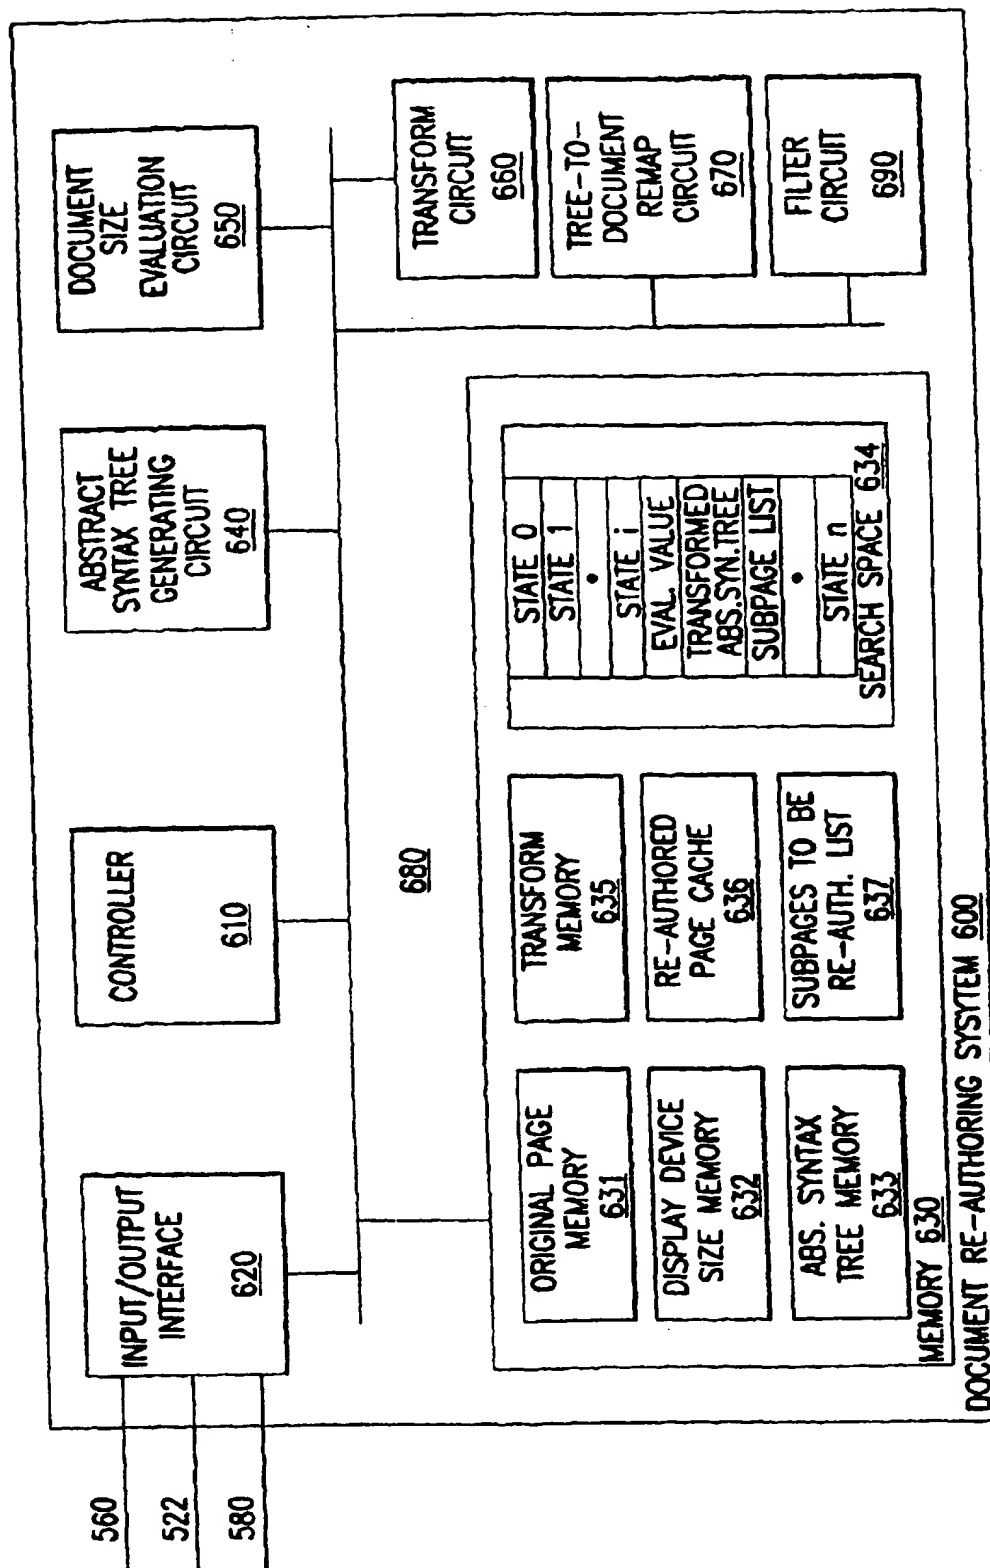 560
522
580
INPUT/OUTPUT
INTERFACE
620
CONTROLLER
610
ABSTRACT
SYNTAX TREE
GENERATING
CIRCUIT
640
DOCUMENT
SIZE
EVALUATION
CIRCUIT
650
680
TRANSFORM
CIRCUIT
660
TREE-TO-
DOCUMENT
REMAP
CIRCUIT
670
FILTER
CIRCUIT
690
ORIGINAL PAGE
MEMORY
631
DISPLAY DEVICE
SIZE MEMORY
632
ABS. SYNTAX
TREE MEMORY
633
TRANSFORM
MEMORY
635
RE-AUTHORED
PAGE CACHE
636
SUBPAGES TO BE
RE-AUTH. LIST
637
STATE 0
STATE 1
•
STATE i
EVAL. VALUE
TRANSFORMED
ABS.SYN.TREE
SUBPAGE LIST
•
STATE n
SEARCH SPACE 634
MEMORY 630
DOCUMENT RE-AUTHORING SYSYTEM 600